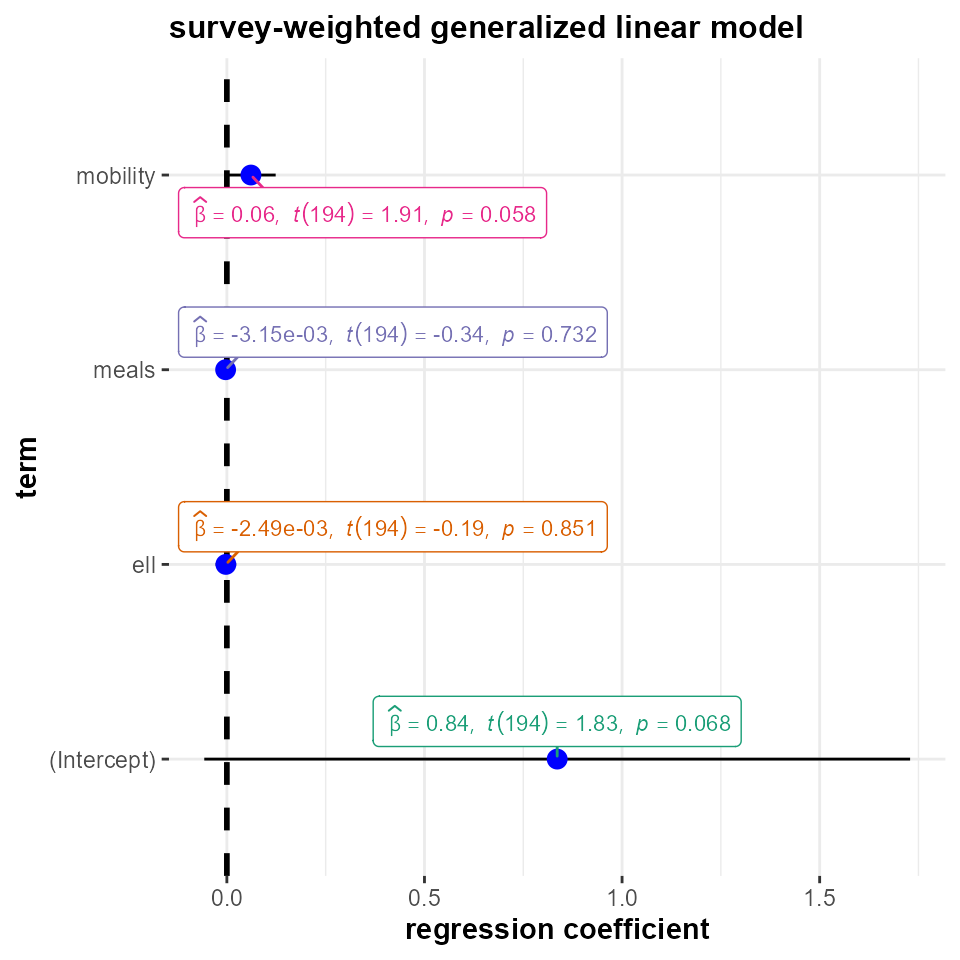 survey-weighted generalized linear model
mobility
β̂ = 0.06, t(194) = 1.91, p = 0.058
β̂ = -3.15e-03, t(194) = -0.34, p = 0.732
meals
term
β̂ = -2.49e-03, t(194) = -0.19, p = 0.851
ell
β̂ = 0.84, t(194) = 1.83, p = 0.068
(Intercept)
0.0 0.5 1.0 1.5
regression coefficient